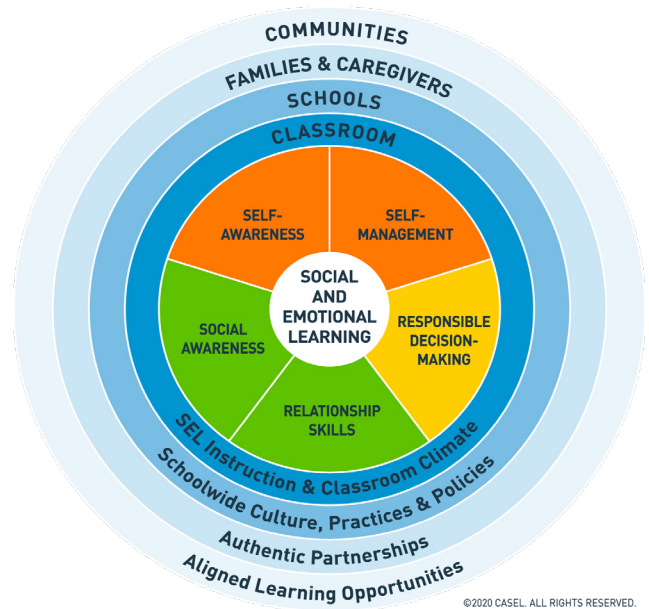 COMMUNITIES
FAMILIES & CAREGIVERS
SCHOOLS
CLASSROOM
SELF-
AWARENESS
SELF-
MANAGEMENT
SOCIAL
AND
EMOTIONAL
LEARNING
SOCIAL
AWARENESS
RESPONSIBLE
DECISION-
MAKING
RELATIONSHIP
SKILLS
SEL Instruction & Classroom Climate
Schoolwide Culture, Practices & Policies
Authentic Partnerships
Aligned Learning Opportunities
©2020 CASEL. ALL RIGHTS RESERVED.